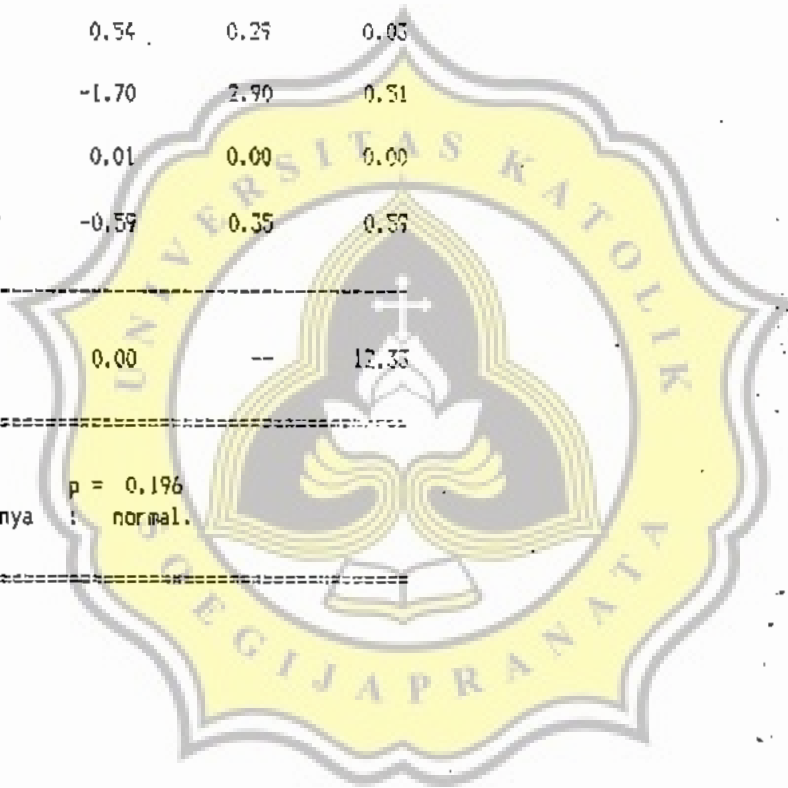 0.54 0.29 0.03
-1.70 2.90 0.51
0.01 0.00 0.00
-0.59 0.35 0.59
0.00 -- 12.33
p = 0.196
nya : normal.
UNIVERSITAS KATOLIK
SOEGIJAPRANATA